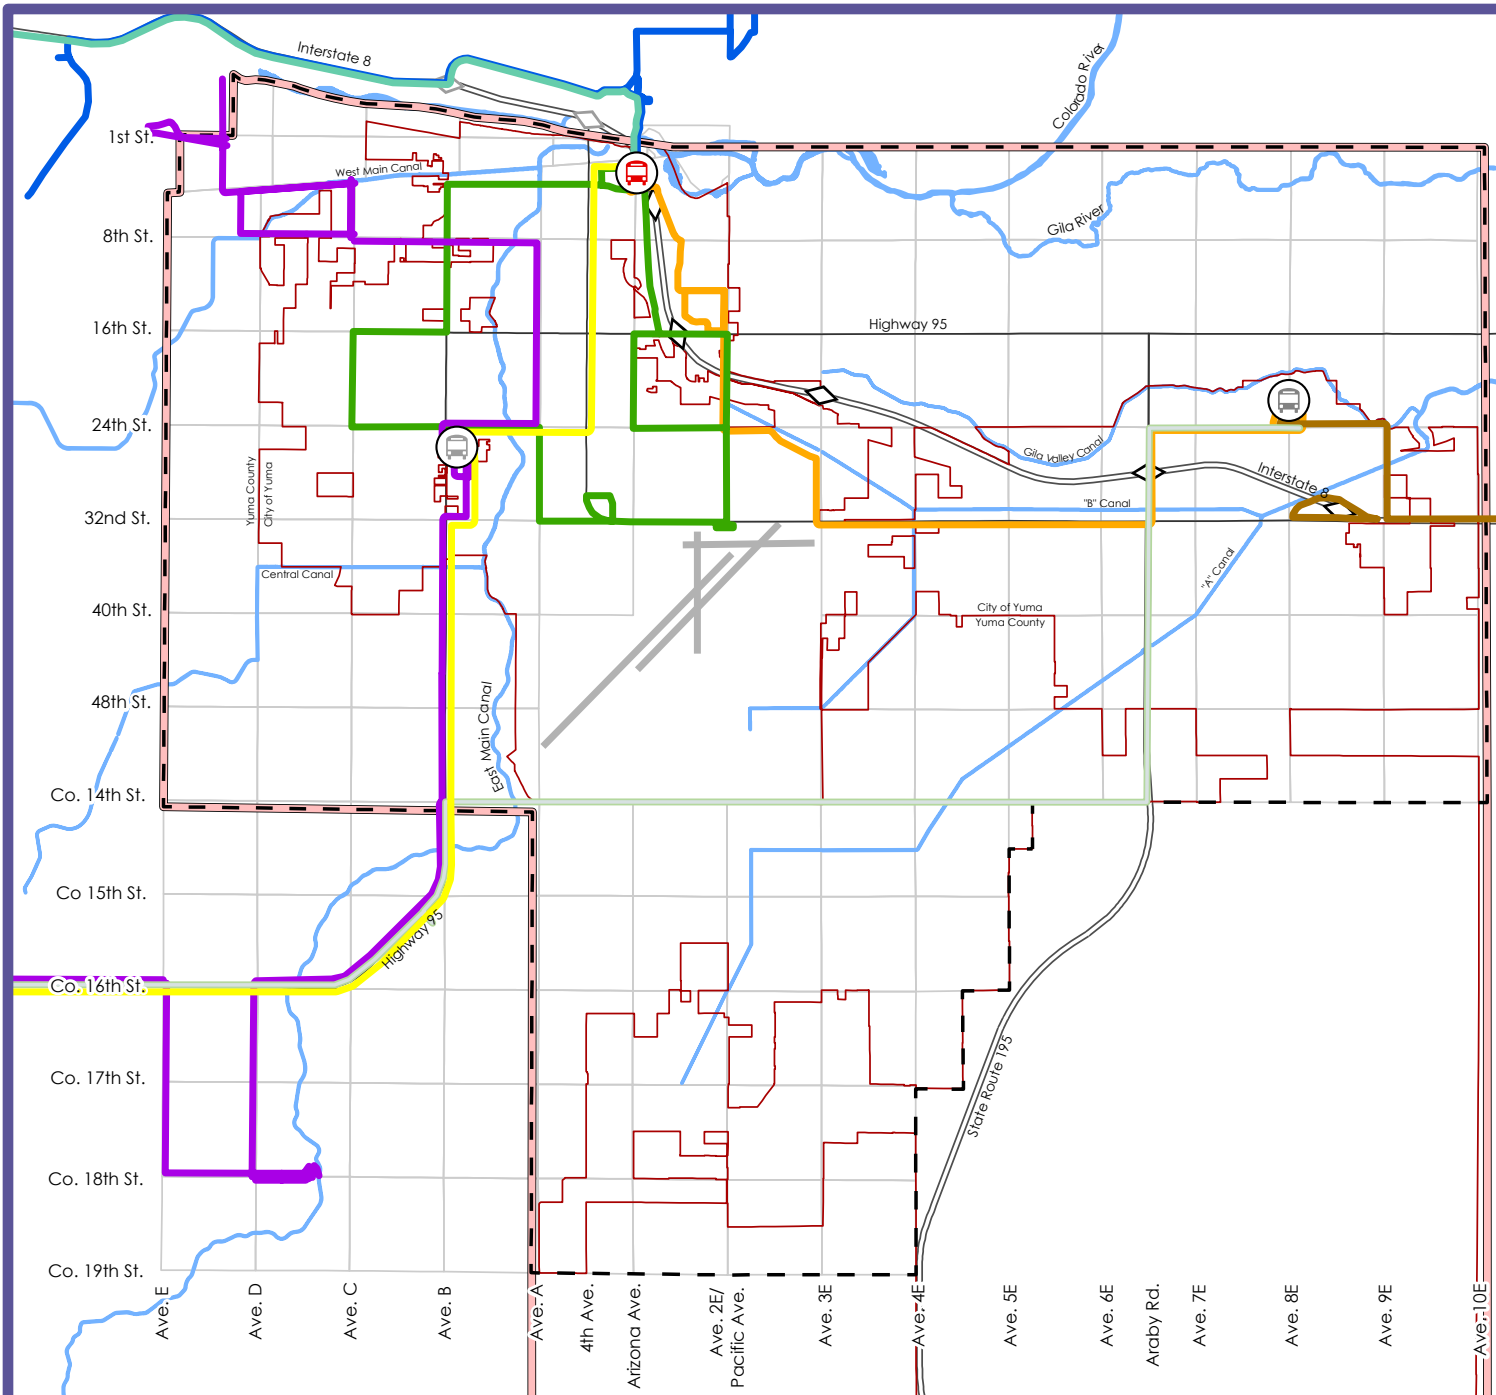 Interstate 8
Colorado River
1st St.
West Main Canal
Gila River
8th St.
16th St.
Highway 95
24th St.
Gila Valley Canal
Interstate 8
Yuma County
City of Yuma
"B" Canal
32nd St.
"A" Canal
Central Canal
40th St.
City of Yuma
Yuma County
48th St.
East Main Canal
Co. 14th St.
Co 15th St.
Highway 95
Co. 16th St.
State Route 195
Co. 17th St.
Co. 18th St.
Co. 19th St.
Ave. E
Ave. D
Ave. C
Ave. B
Ave. A
4th Ave.
Arizona Ave.
Ave. 2E/
Pacific Ave.
Ave. 3E
Ave. 4E
Ave. 5E
Ave. 6E
Araby Rd.
Ave. 7E
Ave. 8E
Ave. 9E
Ave. 10E